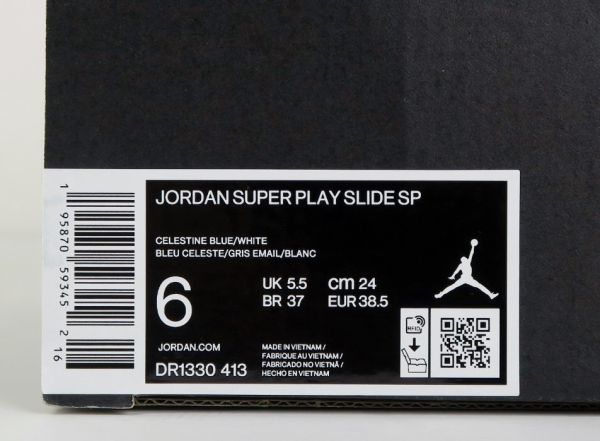 JORDAN SUPER PLAY SLIDE SP
CELESTINE BLUE/WHITE
BLEU CELESTE/GRIS EMAIL/BLANC
6
UK 5.5
cm 24
BR 37
EUR 38.5
JORDAN.COM
DR1330 413
MADE IN VIETNAM /
FABRIQUE AU VIETNAM /
FABRICADO NO VIETNÃ /
HECHO EN VIETNAM
RFID
1 95870 59345 2 16